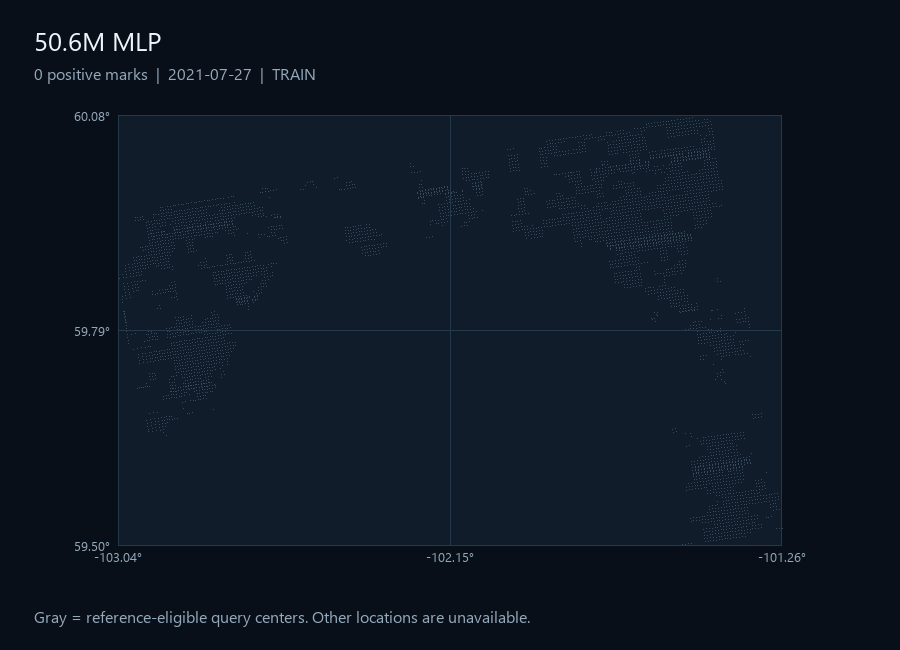 50.6M MLP
0 positive marks | 2021-07-27 | TRAIN
60.08°
59.79°
59.50°
-103.04°
-102.15°
-101.26°
Gray = reference-eligible query centers. Other locations are unavailable.